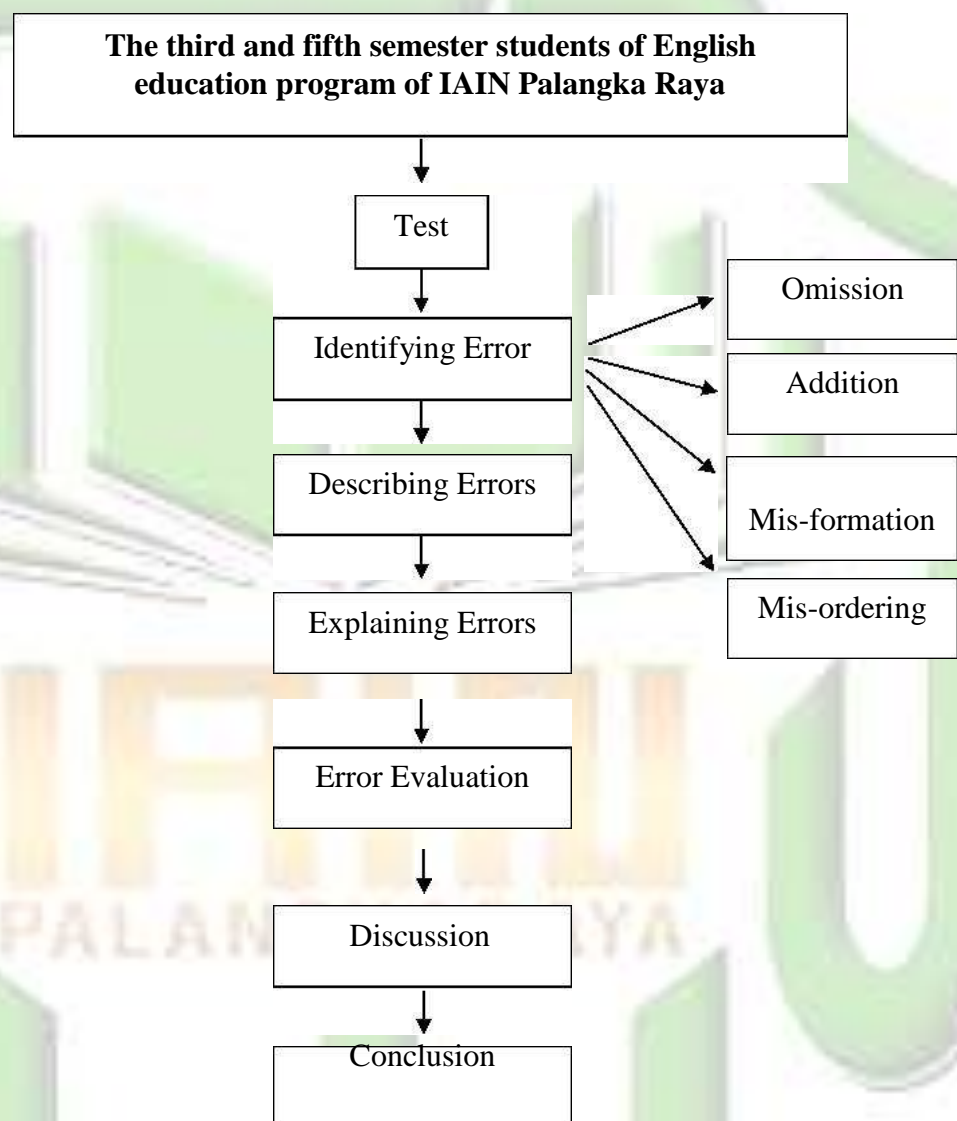 The third and fifth semester students of English
education program of IAIN Palangka Raya
Test
Identifying Error
Omission
Addition
Describing Errors
Mis-formation
Explaining Errors
Mis-ordering
Error Evaluation
Discussion
Conclusion
IAIN